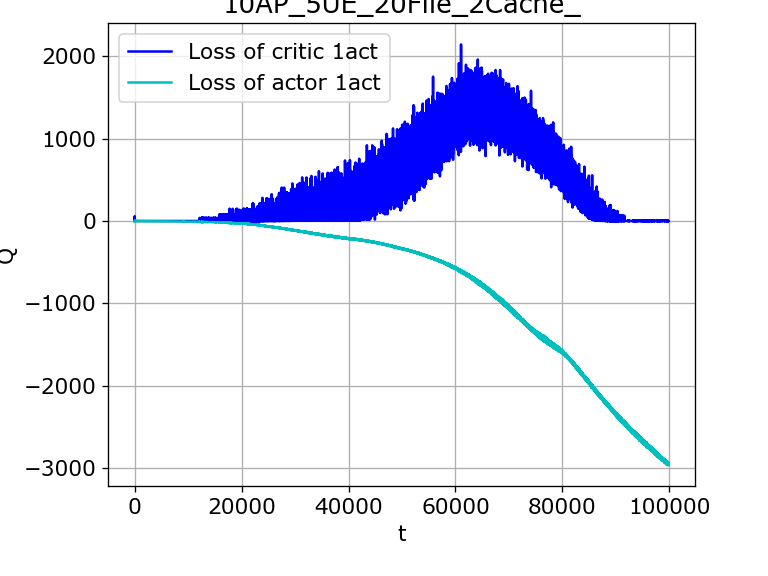 10AP_5UE_20File_2Cache_
Loss of critic 1act
Loss of actor 1act
2000
1000
0
−1000
−2000
−3000
Q
0 20000 40000 60000 80000 100000
t